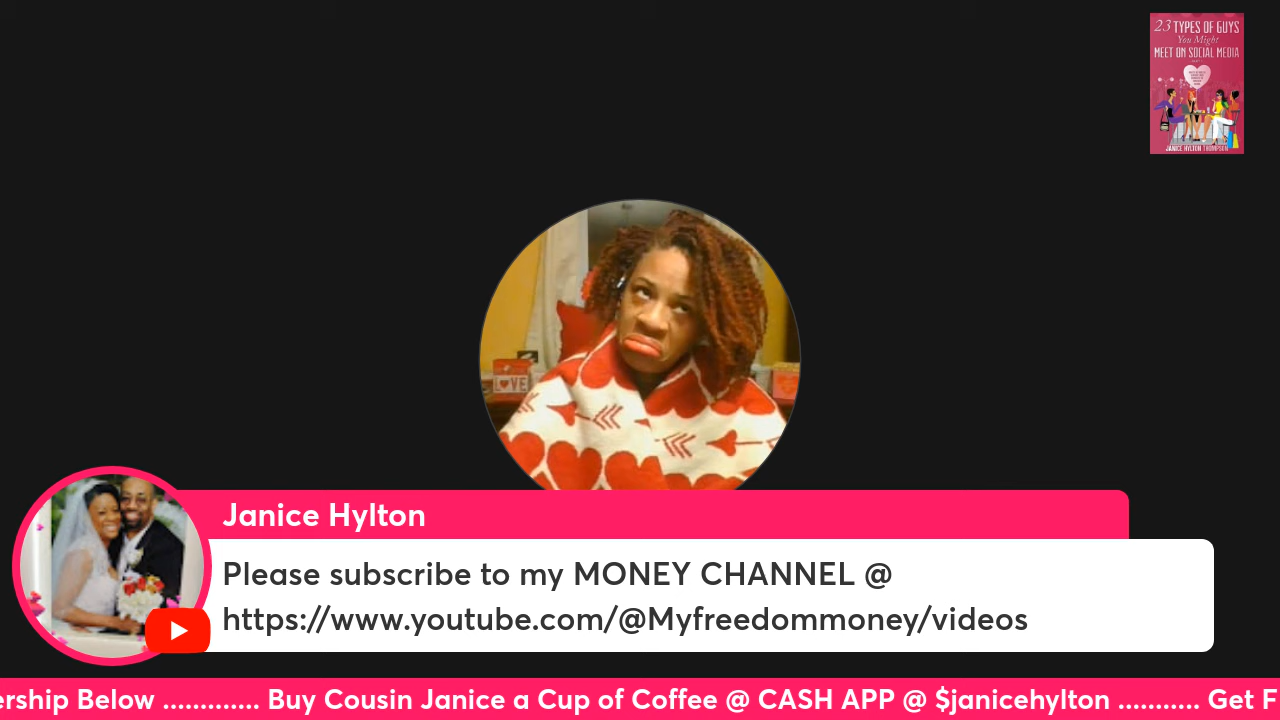 23 TYPES OF GUYS
You Might
MEET ON SOCIAL MEDIA
JANICE HYLTON THOMPSON
LOVE
Janice Hylton
Please subscribe to my MONEY CHANNEL @
https://www.youtube.com/@Myfreedommoney/videos
ership Below ............. Buy Cousin Janice a Cup of Coffee @ CASH APP @ $janicehylton ........... Get F